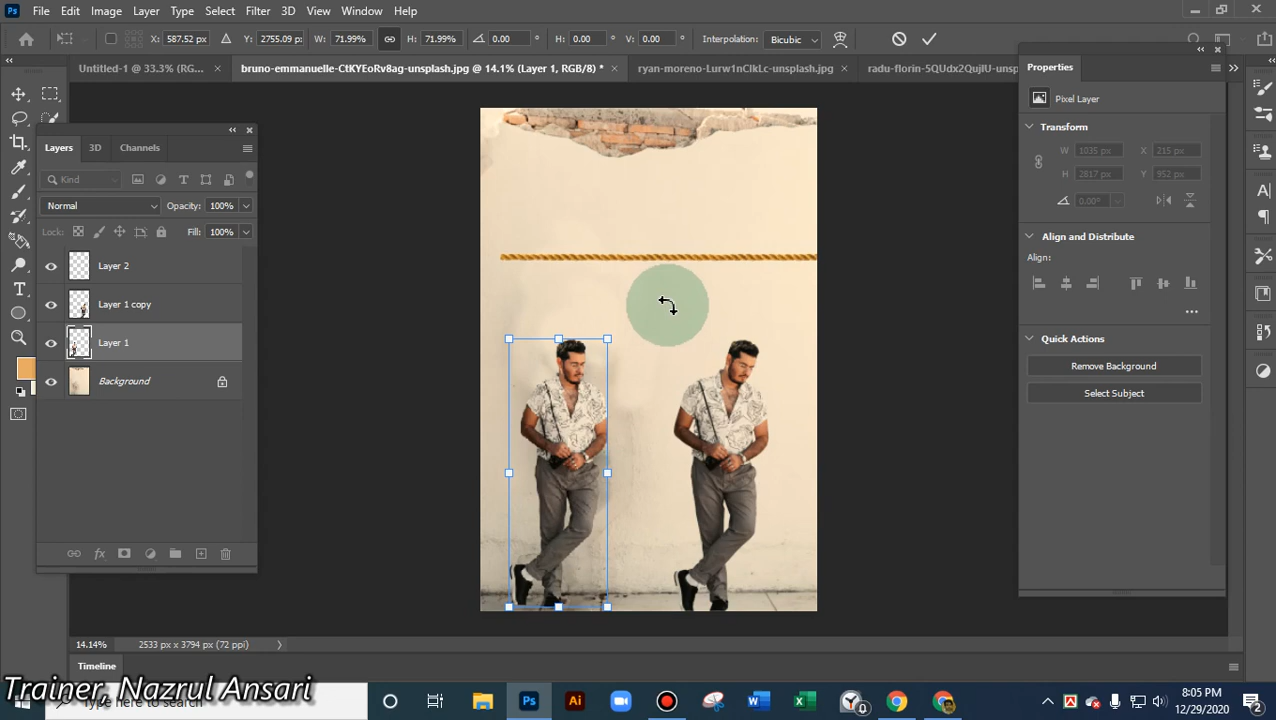 Ps File Edit Image Layer Type Select Filter 3D View Window Help
X: 587.52 px Y: 2755.09 p: W: 71.99% H: 71.99% 0.00 ° H: 0.00 ° V: 0.00 ° Interpolation: Bicubic
Untitled-1 @ 33.3% (RG... × bruno-emmanuelle-CtKYEoRv8ag-unsplash.jpg @ 14.1% (Layer 1, RGB/8) * × ryan-moreno-Lurw1nClkLc-unsplash.jpg × radu-florin-5QUdx2QujIU-unsp
Properties
Pixel Layer
Layers 3D Channels
Transform
W 1035 px X 215 px
H 2817 px Y 952 px
0.00°
Kind
Normal Opacity: 100%
Lock: Fill: 100%
Align and Distribute
Align:
Layer 2
Layer 1 copy
Layer 1
Background
Quick Actions
Remove Background
Select Subject
14.14% 2533 px x 3794 px (72 ppi)
Timeline
Trainer, Nazrul Ansari
Type here to search
8:05 PM
12/29/2020